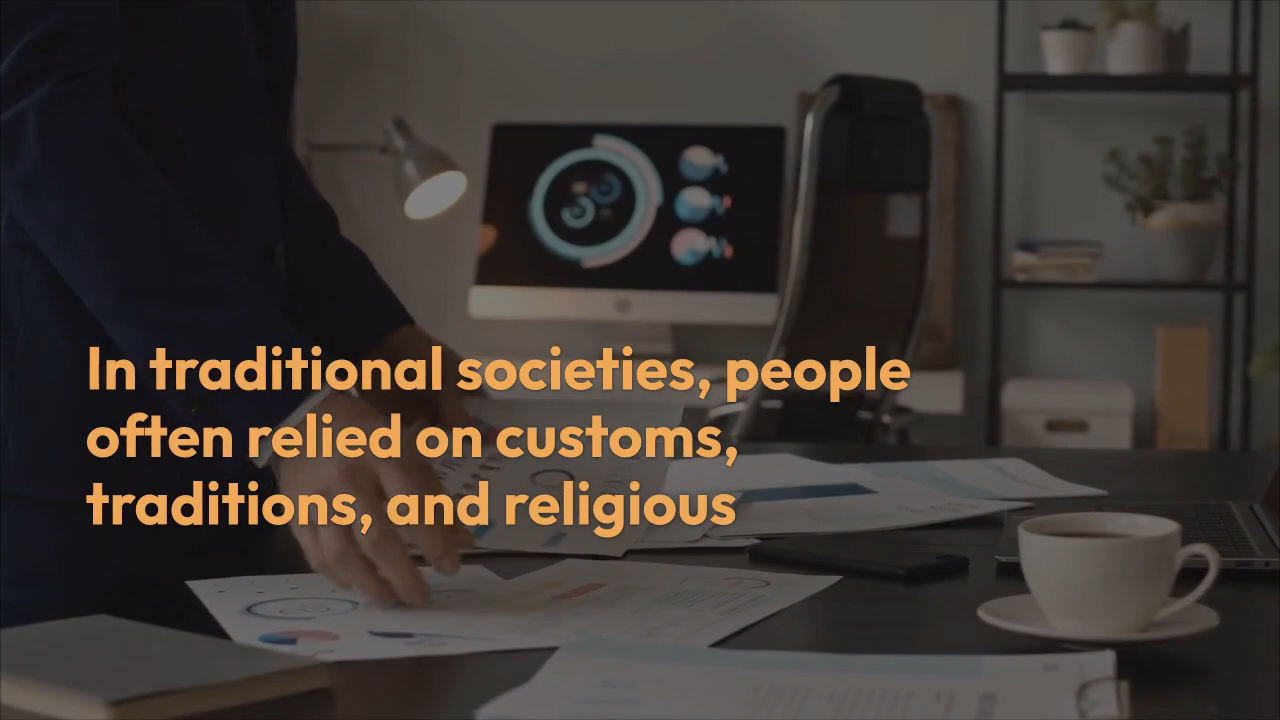 In traditional societies, people
often relied on customs,
traditions, and religious